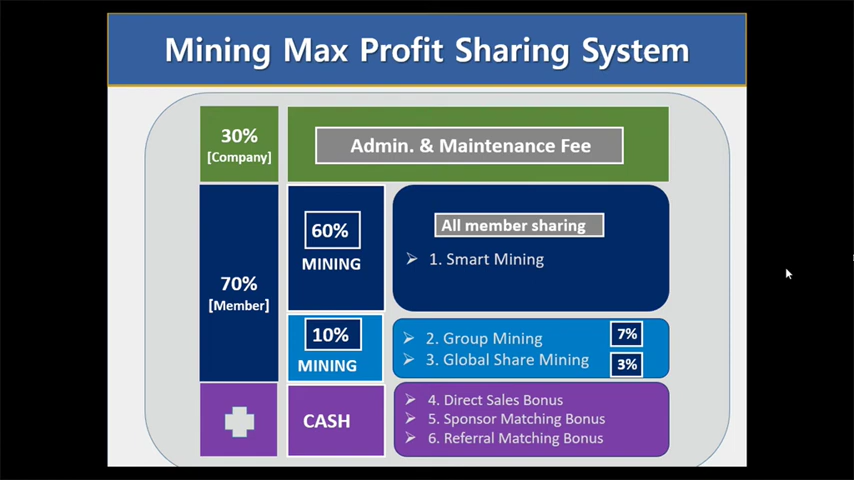 Mining Max Profit Sharing System
30%
[Company]
Admin. & Maintenance Fee
70%
[Member]
60%
MINING
All member sharing
1. Smart Mining
10%
MINING
2. Group Mining
7%
3. Global Share Mining
3%
CASH
4. Direct Sales Bonus
5. Sponsor Matching Bonus
6. Referral Matching Bonus